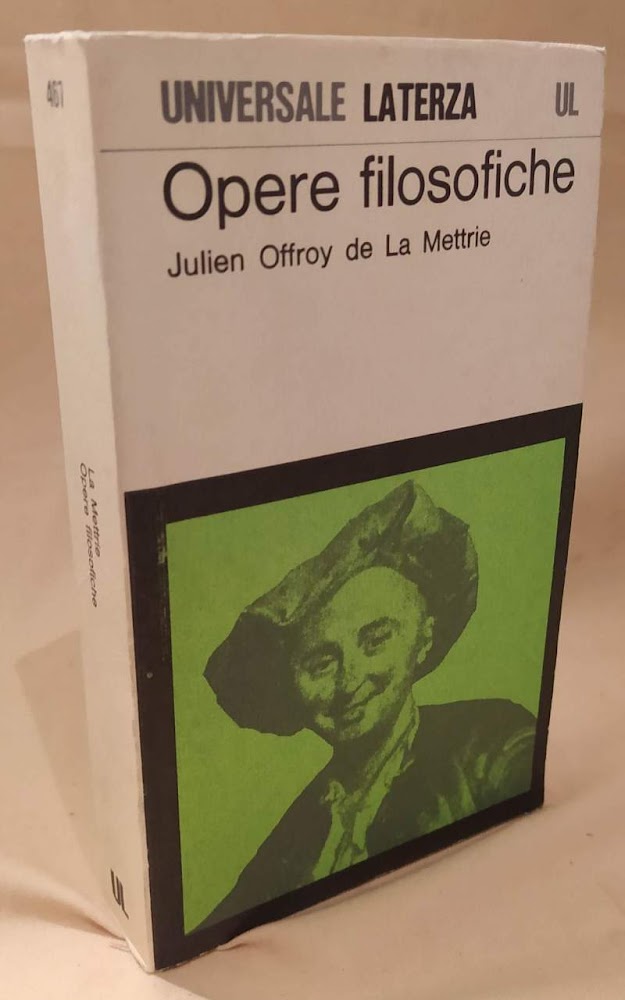 UNIVERSALE LATERZA UL
Opere filosofiche
Julien Offroy de La Mettrie
467
La Mettrie
Opere filosofiche
UL